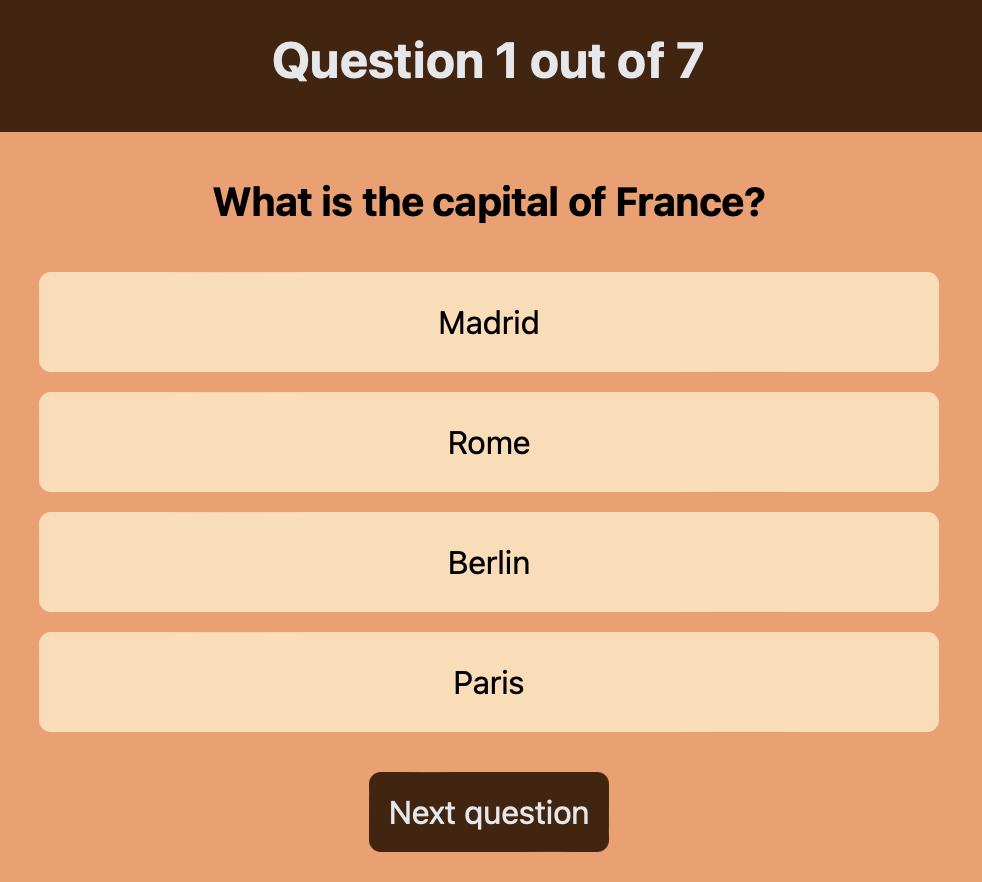 Question 1 out of 7
What is the capital of France?
Madrid
Rome
Berlin
Paris
Next question